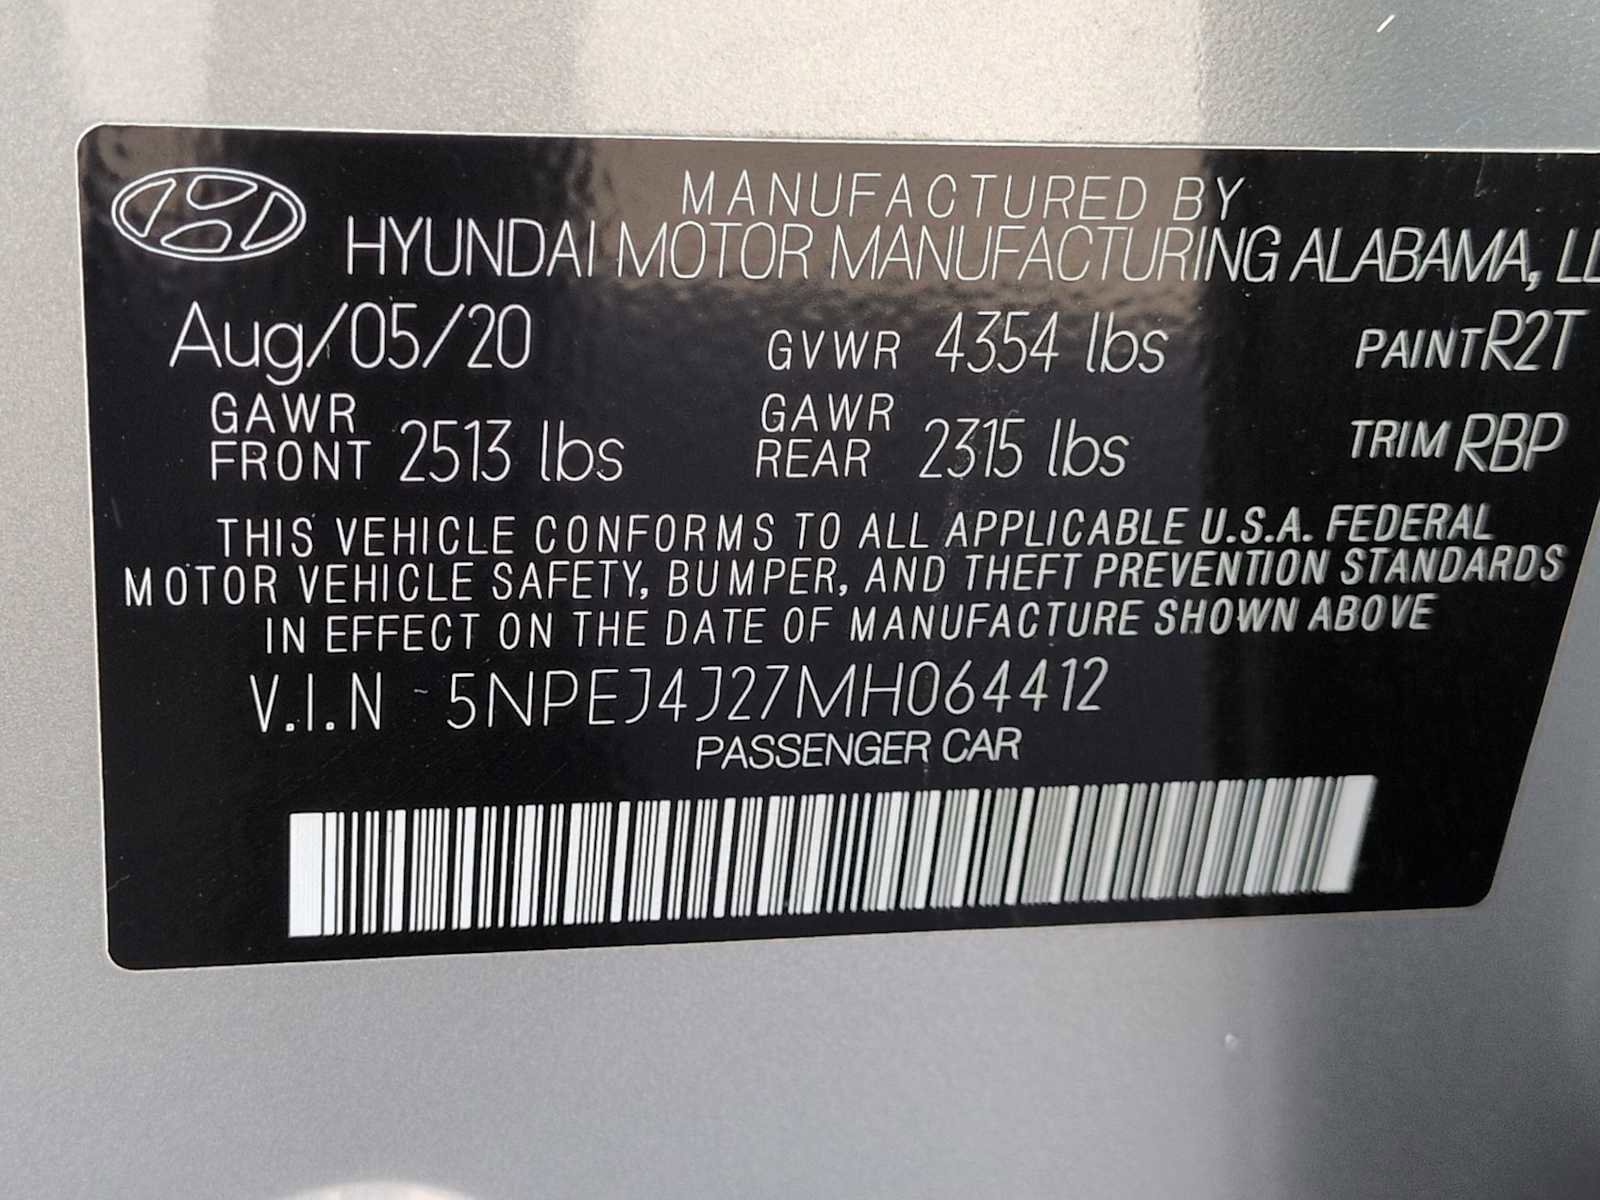 MANUFACTURED BY
HYUNDAI MOTOR MANUFACTURING ALABAMA, LL
Aug/05/20 GVWR 4354 lbs PAINT R2T
GAWR FRONT 2513 lbs GAWR REAR 2315 lbs TRIM RBP
THIS VEHICLE CONFORMS TO ALL APPLICABLE U.S.A. FEDERAL
MOTOR VEHICLE SAFETY, BUMPER, AND THEFT PREVENTION STANDARDS
IN EFFECT ON THE DATE OF MANUFACTURE SHOWN ABOVE
V.I.N - 5NPEJ4J27MH064412
PASSENGER CAR